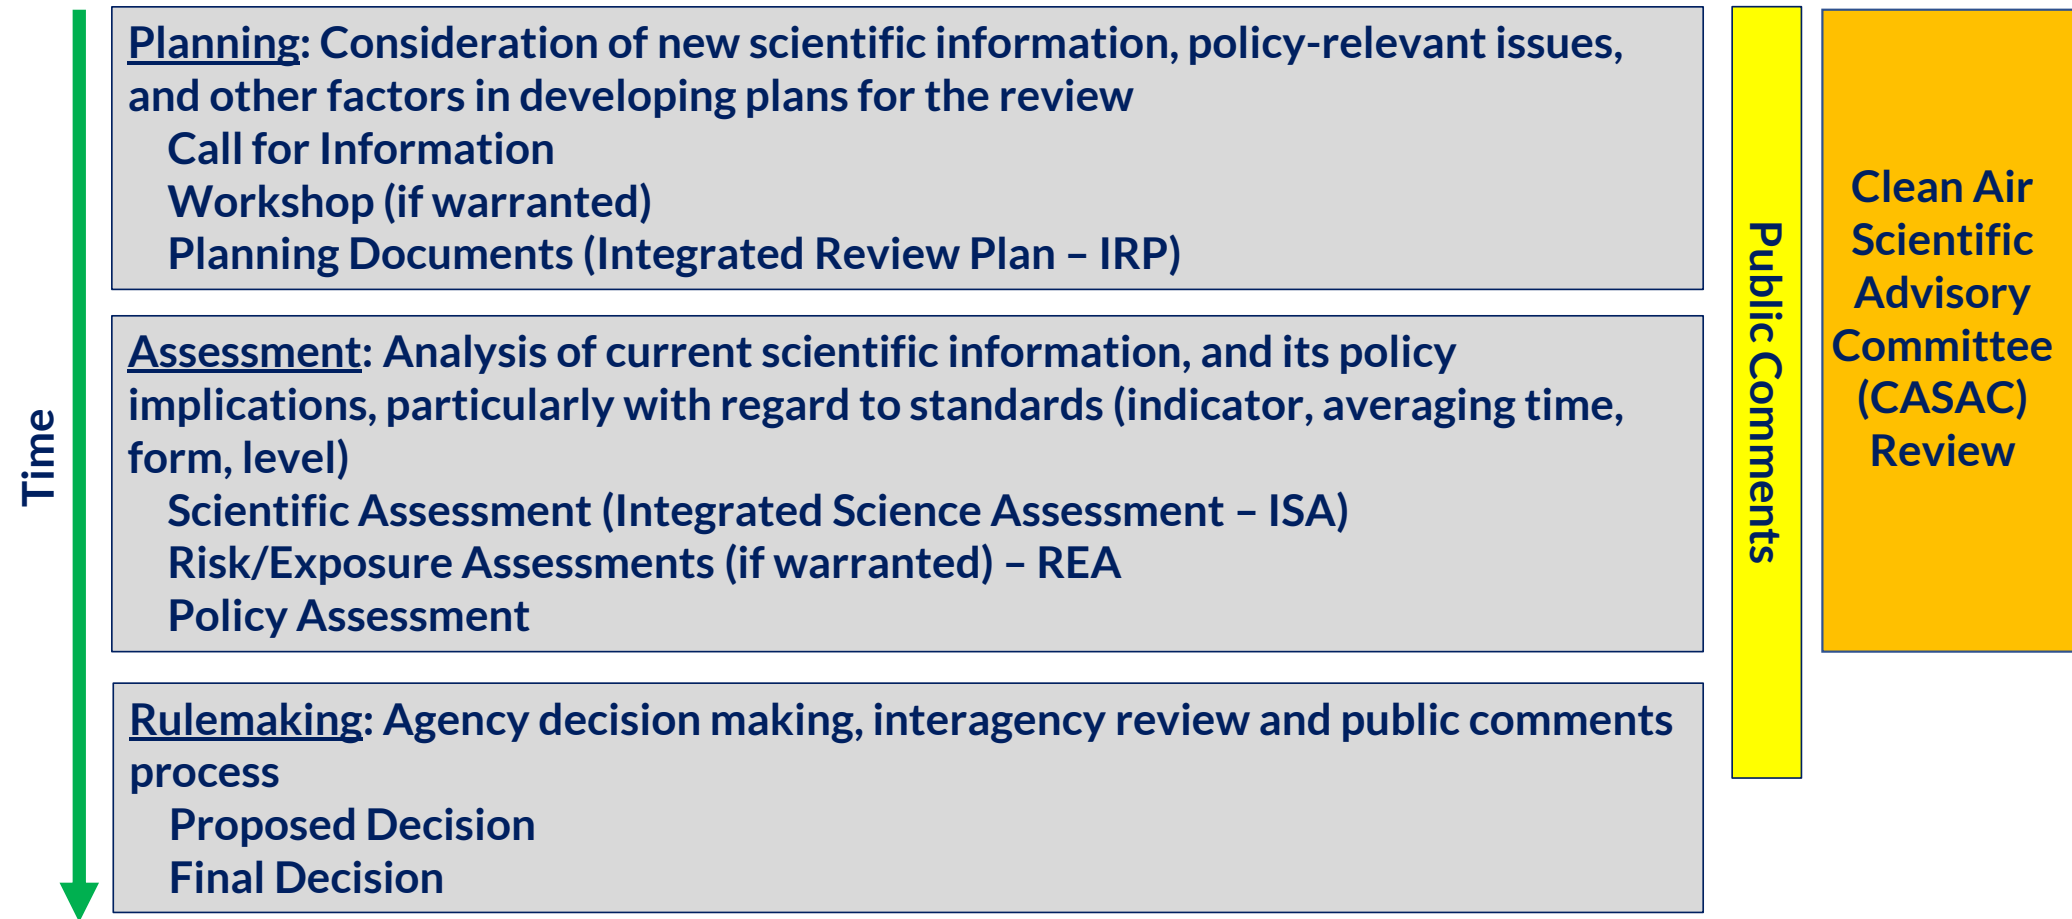 Time
Planning: Consideration of new scientific information, policy-relevant issues,
and other factors in developing plans for the review
Call for Information
Workshop (if warranted)
Planning Documents (Integrated Review Plan – IRP)
Assessment: Analysis of current scientific information, and its policy
implications, particularly with regard to standards (indicator, averaging time,
form, level)
Scientific Assessment (Integrated Science Assessment – ISA)
Risk/Exposure Assessments (if warranted) – REA
Policy Assessment
Rulemaking: Agency decision making, interagency review and public comments
process
Proposed Decision
Final Decision
Public Comments
Clean Air
Scientific
Advisory
Committee
(CASAC)
Review